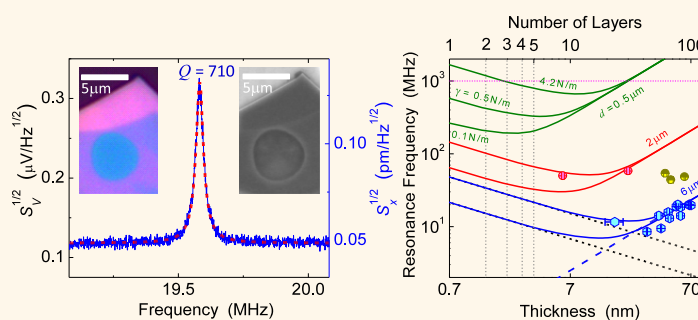 Number of Layers
1 2 3 4 5 10 100
Q = 710
5μm
5μm
0.3
0.2
0.1
S_V^1/2 (μV/Hz^1/2)
0.10
0.05
S_x^1/2 (pm/Hz^1/2)
19.5 20.0
Frequency (MHz)
Resonance Frequency (MHz)
10^3
10^2
10^1
4.2N/m
γ = 0.5N/m
0.1N/m
d = 0.5μm
2μm
6μm
0.7 7 70
Thickness (nm)